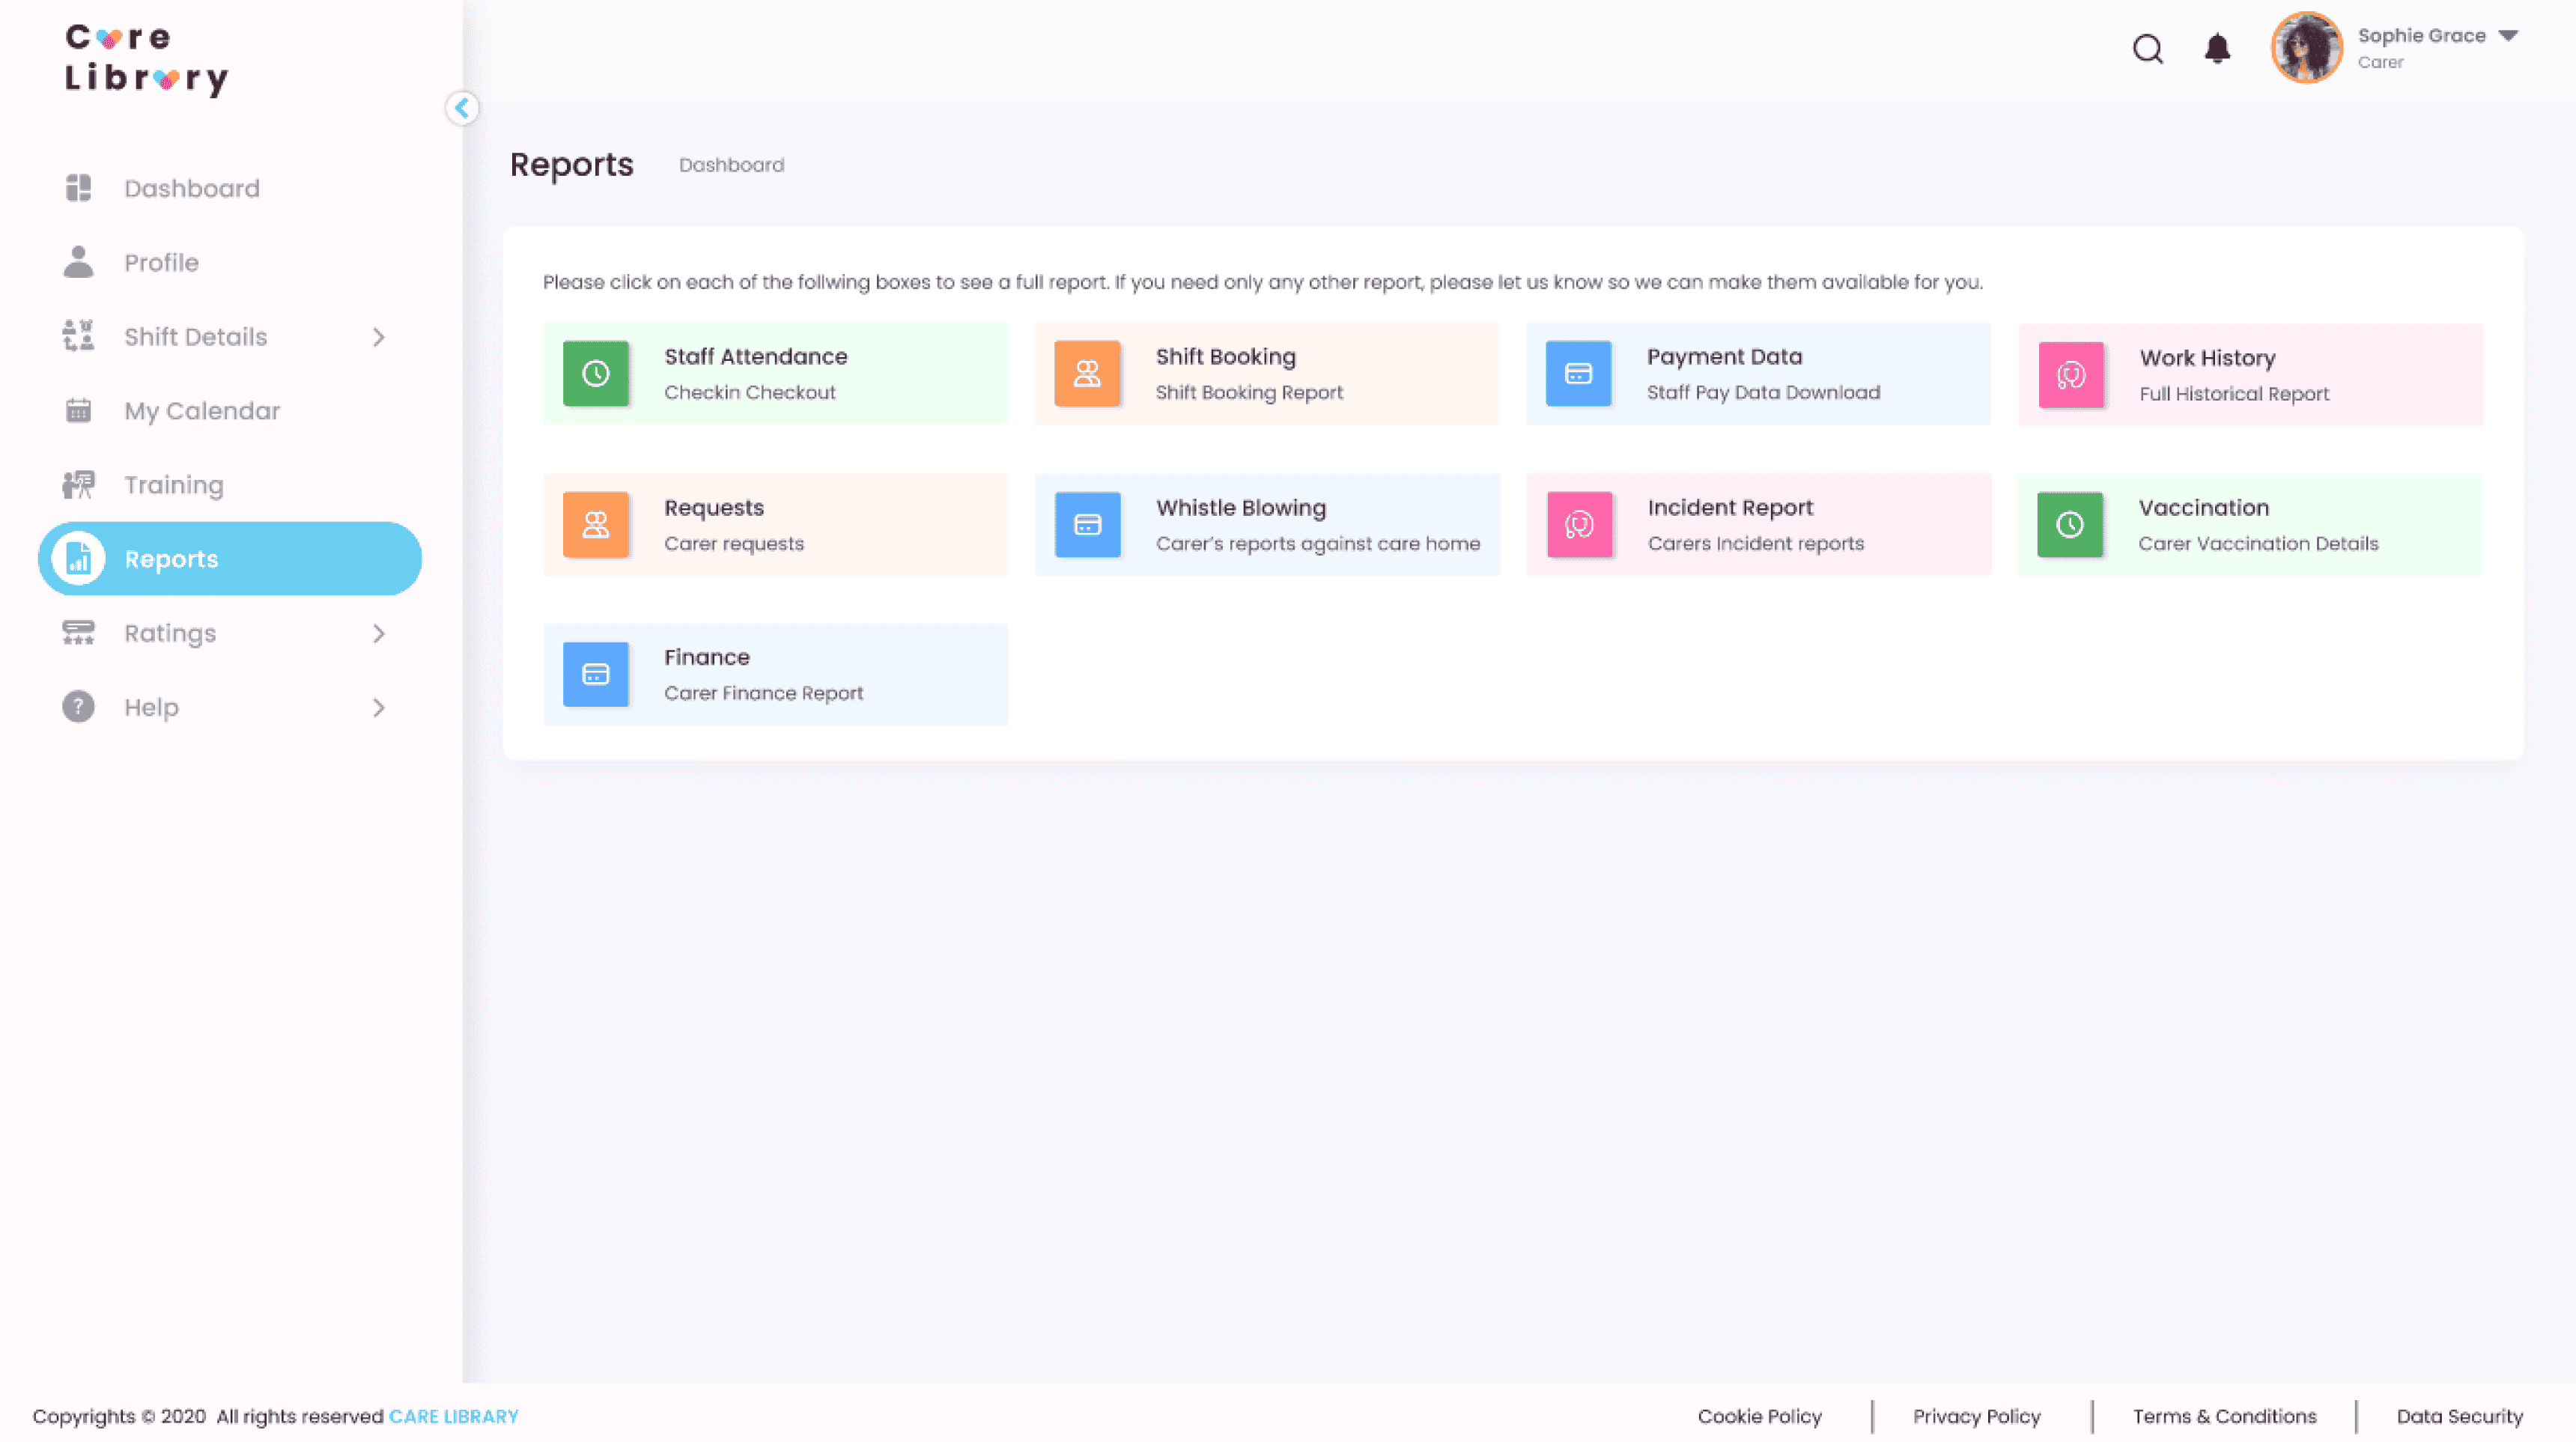 Care
Library
Sophie Grace
Carer
Reports
Dashboard
Dashboard
Profile
Shift Details
My Calendar
Training
Reports
Ratings
Help
Please click on each of the follwing boxes to see a full report. If you need only any other report, please let us know so we can make them available for you.
Staff Attendance
Checkin Checkout
Shift Booking
Shift Booking Report
Payment Data
Staff Pay Data Download
Work History
Full Historical Report
Requests
Carer requests
Whistle Blowing
Carer's reports against care home
Incident Report
Carers Incident reports
Vaccination
Carer Vaccination Details
Finance
Carer Finance Report
Copyrights © 2020 All rights reserved CARE LIBRARY
Cookie Policy
Privacy Policy
Terms & Conditions
Data Security